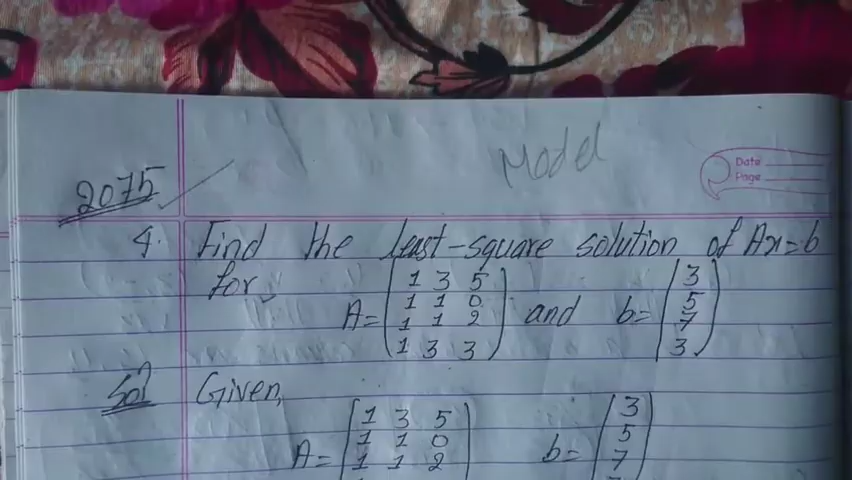 Model
Date
Page
2075
4. Find the least-square solution of Ax=b
for
1 3 5
1 1 0
1 1 2
1 3 3
A= and b=
3
5
7
3
Sol? Given,
1 3 5
1 1 0
1 1 2
A= b=
3
5
7